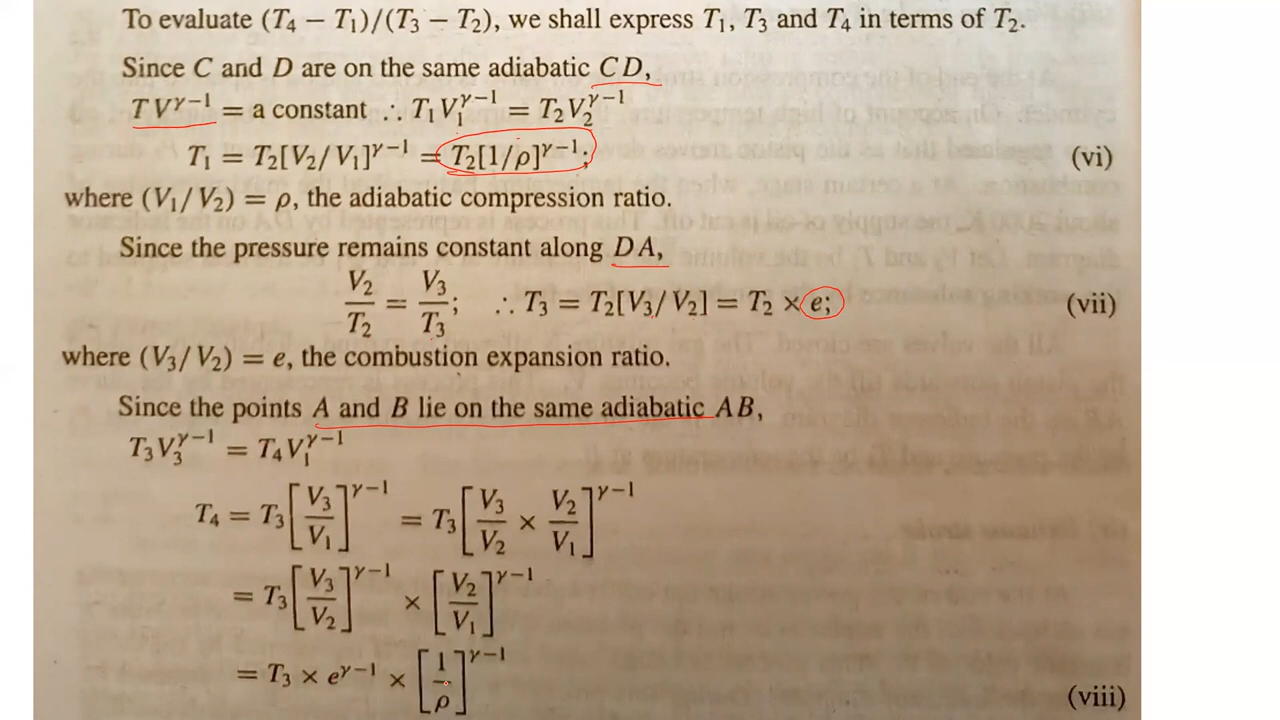 To evaluate (T₄ − T₁)/(T₃ − T₂), we shall express T₁, T₃ and T₄ in terms of T₂.
Since C and D are on the same adiabatic CD,
TV^{γ−1} = a constant ∴ T₁V₁^{γ−1} = T₂V₂^{γ−1}
T₁ = T₂[V₂/V₁]^{γ−1} = T₂[1/ρ]^{γ−1}; (vi)
where (V₁/V₂) = ρ, the adiabatic compression ratio.
Since the pressure remains constant along DA,
V₂/T₂ = V₃/T₃; ∴ T₃ = T₂[V₃/V₂] = T₂ × e; (vii)
where (V₃/V₂) = e, the combustion expansion ratio.
Since the points A and B lie on the same adiabatic AB,
T₃V₃^{γ−1} = T₄V₁^{γ−1}
T₄ = T₃[V₃/V₁]^{γ−1} = T₃[V₃/V₂ × V₂/V₁]^{γ−1}
= T₃[V₃/V₂]^{γ−1} × [V₂/V₁]^{γ−1}
= T₃ × e^{γ−1} × [1/ρ]^{γ−1} (viii)